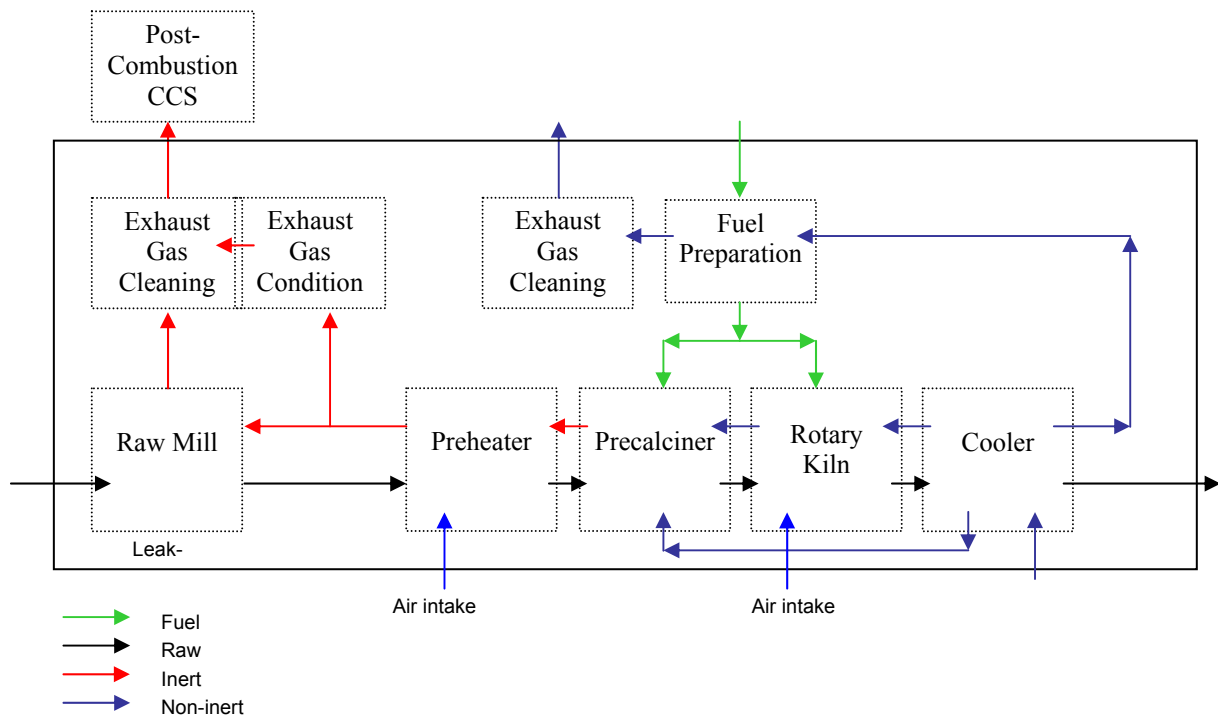 Post-
Combustion
CCS
Exhaust
Gas
Cleaning
Exhaust
Gas
Condition
Exhaust
Gas
Cleaning
Fuel
Preparation
Raw Mill
Preheater
Precalciner
Rotary
Kiln
Cooler
Leak-
Air intake
Air intake
Fuel
Raw
Inert
Non-inert